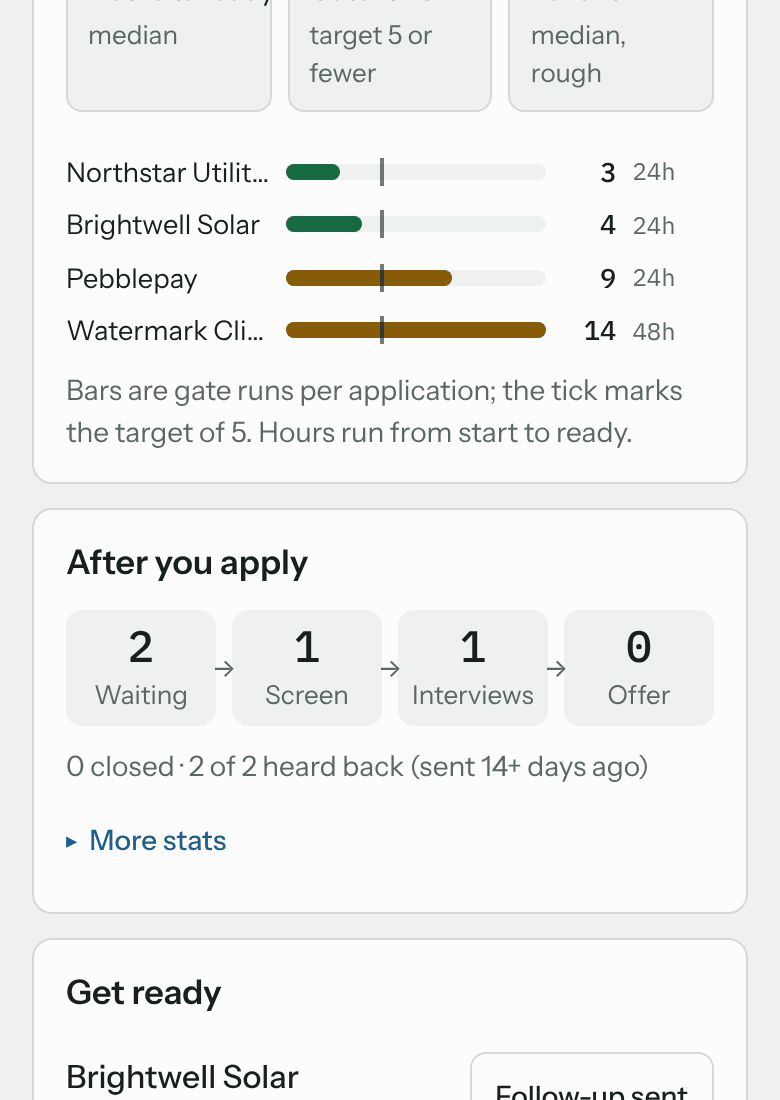 median
target 5 or
fewer
median,
rough
Northstar Utilit... 3 24h
Brightwell Solar 4 24h
Pebblepay 9 24h
Watermark Cli... 14 48h
Bars are gate runs per application; the tick marks
the target of 5. Hours run from start to ready.
After you apply
2 → 1 → 1 → 0
Waiting Screen Interviews Offer
0 closed · 2 of 2 heard back (sent 14+ days ago)
▸ More stats
Get ready
Brightwell Solar
Follow-up sent